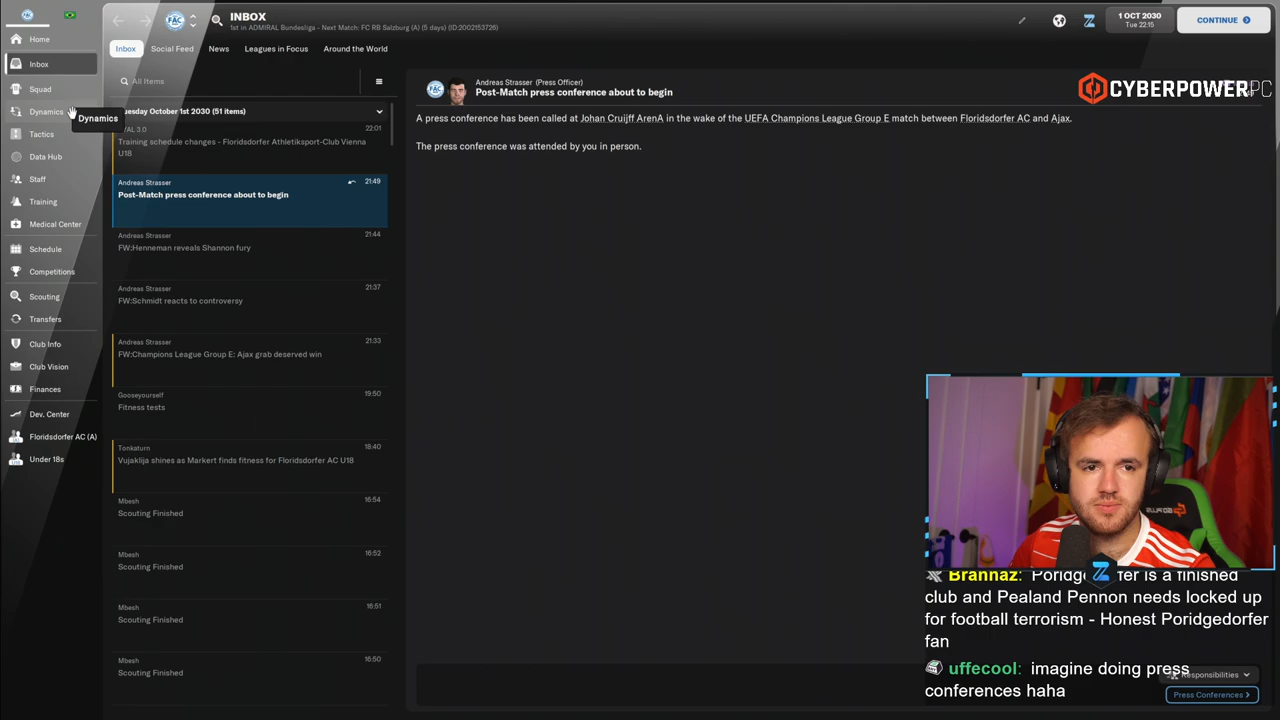 INBOX
1st in ADMIRAL Bundesliga - Next Match: FC RB Salzburg (A) (5 days) (ID:2002153726)
1 OCT 2030
Tue 22:15
CONTINUE
Home
Inbox
Squad
Dynamics
Tactics
Data Hub
Staff
Training
Medical Center
Schedule
Competitions
Scouting
Transfers
Club Info
Club Vision
Finances
Dev. Center
Floridsdorfer AC (A)
Under 18s
Dynamics
Inbox
Social Feed
News
Leagues in Focus
Around the World
All Items
uesday October 1st 2030 (51 items)
VAL 3.0
22:01
Training schedule changes - Floridsdorfer Athletiksport-Club Vienna
U18
Andreas Strasser
21:49
Post-Match press conference about to begin
Andreas Strasser
21:44
FW:Henneman reveals Shannon fury
Andreas Strasser
21:37
FW:Schmidt reacts to controversy
Andreas Strasser
21:33
FW:Champions League Group E: Ajax grab deserved win
Gooseyourself
19:50
Fitness tests
Tonkaturn
18:40
Vujaklija shines as Markert finds fitness for Floridsdorfer AC U18
Mbesh
16:54
Scouting Finished
Mbesh
16:52
Scouting Finished
Mbesh
16:51
Scouting Finished
Mbesh
16:50
Scouting Finished
Andreas Strasser (Press Officer)
Post-Match press conference about to begin
CYBERPOWERPC
A press conference has been called at Johan Cruijff ArenA in the wake of the UEFA Champions League Group E match between Floridsdorfer AC and Ajax.
The press conference was attended by you in person.
Brannaz: Poridg fer is a finished
club and Pealand Pennon needs locked up
for football terrorism - Honest Poridgedorfer
fan
uffecool: imagine doing press
conferences haha
Responsibilities
Press Conferences